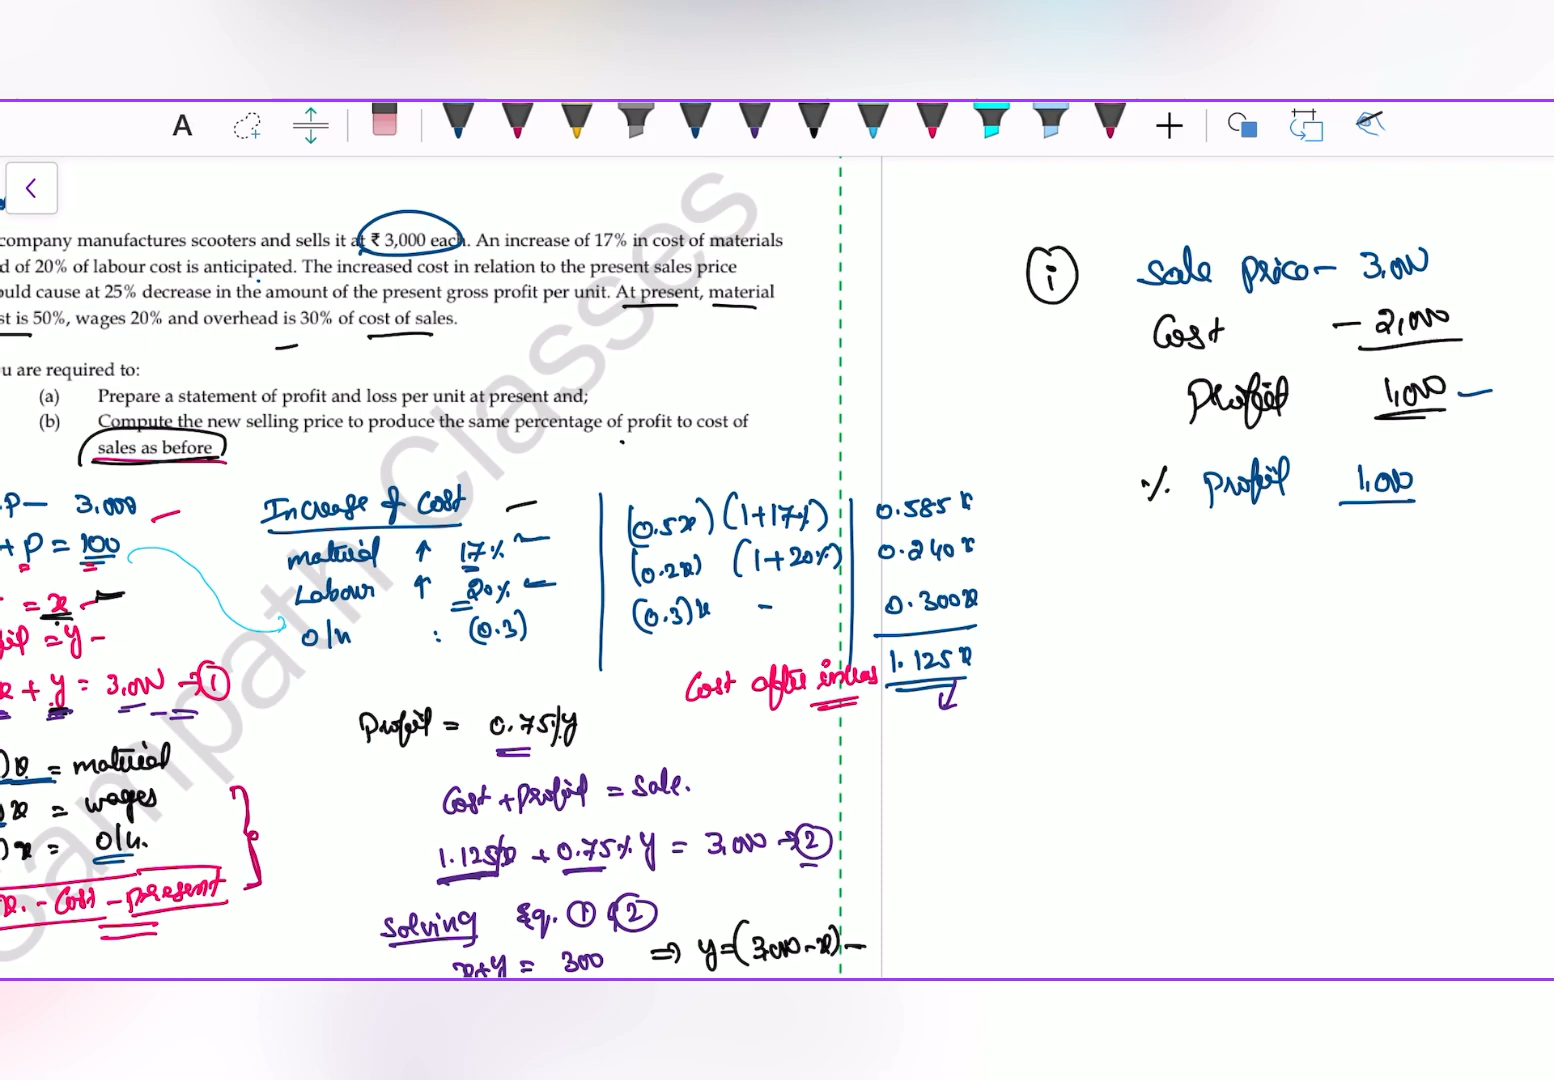 A
company manufactures scooters and sells it at ₹ 3,000 each. An increase of 17% in cost of materials
d of 20% of labour cost is anticipated. The increased cost in relation to the present sales price
ould cause at 25% decrease in the amount of the present gross profit per unit. At present, material
st is 50%, wages 20% and overhead is 30% of cost of sales.
u are required to:
(a) Prepare a statement of profit and loss per unit at present and;
(b) Compute the new selling price to produce the same percentage of profit to cost of
sales as before
.P- 3,000
+ P = 100
= x
= y -
x + y = 3,000 → ①
)x = material
x = wages
)x = O/H.
x. - Cost - present
Increase of Cost
material ↑ 17%
Labour ↑ 20%
O/H : (0.3)
(0.5x) (1+17%) 0.585x
(0.2x) (1+20%) 0.240x
(0.3)x - 0.300x
1.125x
Cost after increas
Profit = 0.75% y
Cost + Profit = Sale.
1.125x + 0.75% y = 3,000 → ②
Solving Eq. ① & ②
x+y = 300 ⇒ y = (3,000 - x) -
i
Sale price - 3,000
Cost - 2,000
Profit 1,000
% Profit 1,000
Sampath Classes